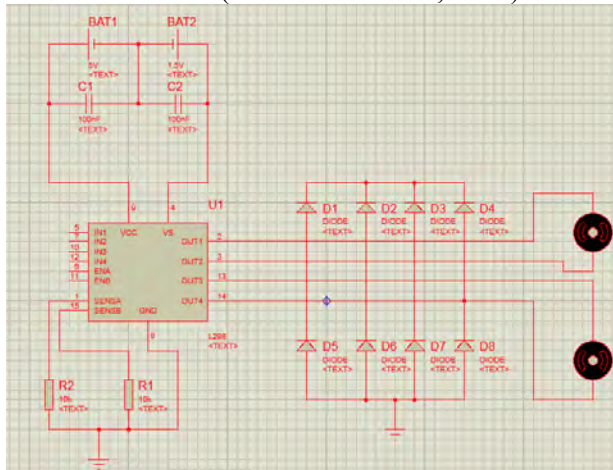 BAT1
BAT2
5V
<TEXT>
<TEXT>
C1
C2
100nF
<TEXT>
100nF
<TEXT>
9
4
U1
5
IN1
VCC
VS
7
IN2
OUT1
2
10
IN3
12
IN4
OUT2
3
ENA
11
ENB
OUT3
13
1
SENSA
OUT4
14
15
SENSB
GND
8
L298
<TEXT>
D1
DIODE
<TEXT>
D2
DIODE
<TEXT>
D3
DIODE
<TEXT>
D4
DIODE
<TEXT>
D5
DIODE
<TEXT>
D6
DIODE
<TEXT>
D7
DIODE
<TEXT>
D8
DIODE
<TEXT>
R2
10k
<TEXT>
R1
10k
<TEXT>